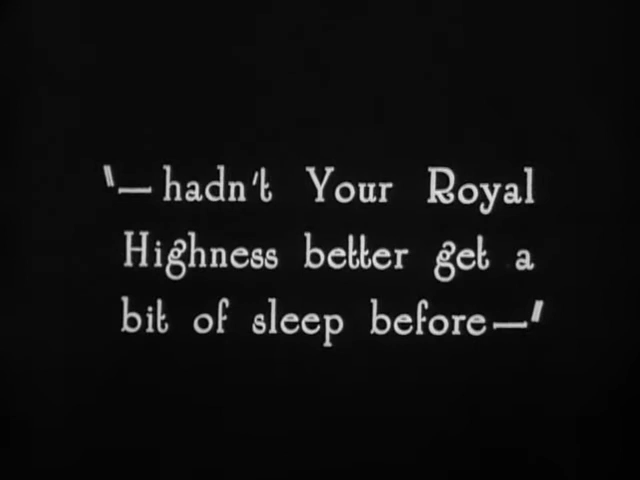 "—hadn't Your Royal
Highness better get a
bit of sleep before—"